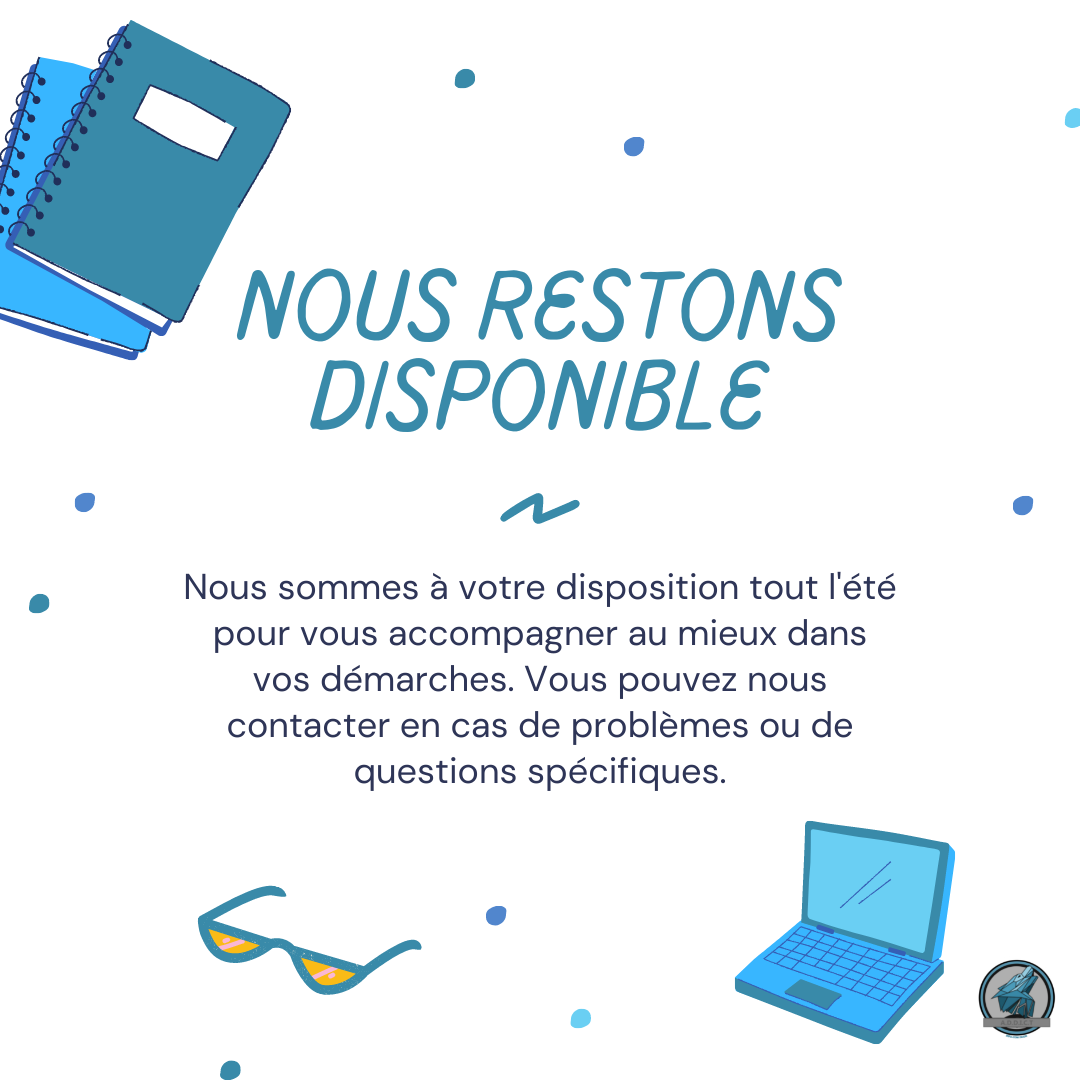 NOUS RESTONS
DISPONIBLE
Nous sommes à votre disposition tout l'été
pour vous accompagner au mieux dans
vos démarches. Vous pouvez nous
contacter en cas de problèmes ou de
questions spécifiques.